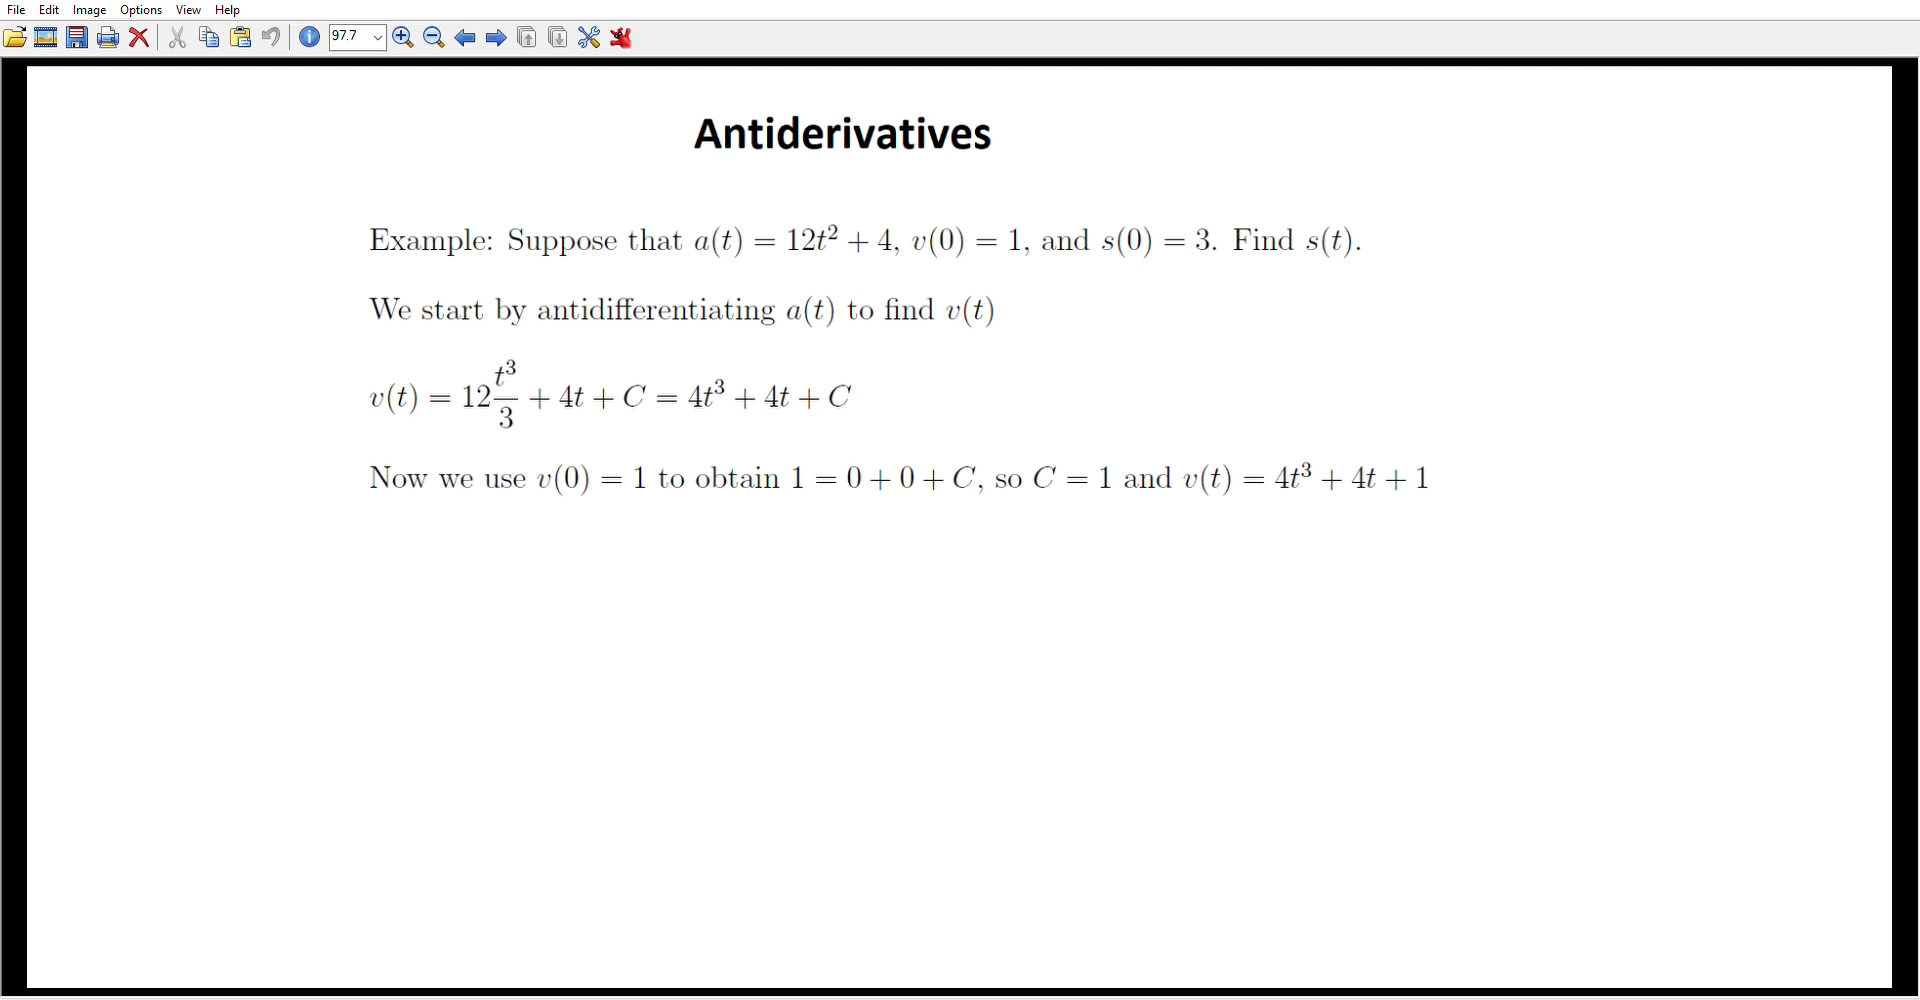 File Edit Image Options View Help
97.7
Antiderivatives
Example: Suppose that a(t) = 12t² + 4, v(0) = 1, and s(0) = 3. Find s(t).
We start by antidifferentiating a(t) to find v(t)
v(t) = 12 t³/3 + 4t + C = 4t³ + 4t + C
Now we use v(0) = 1 to obtain 1 = 0 + 0 + C, so C = 1 and v(t) = 4t³ + 4t + 1